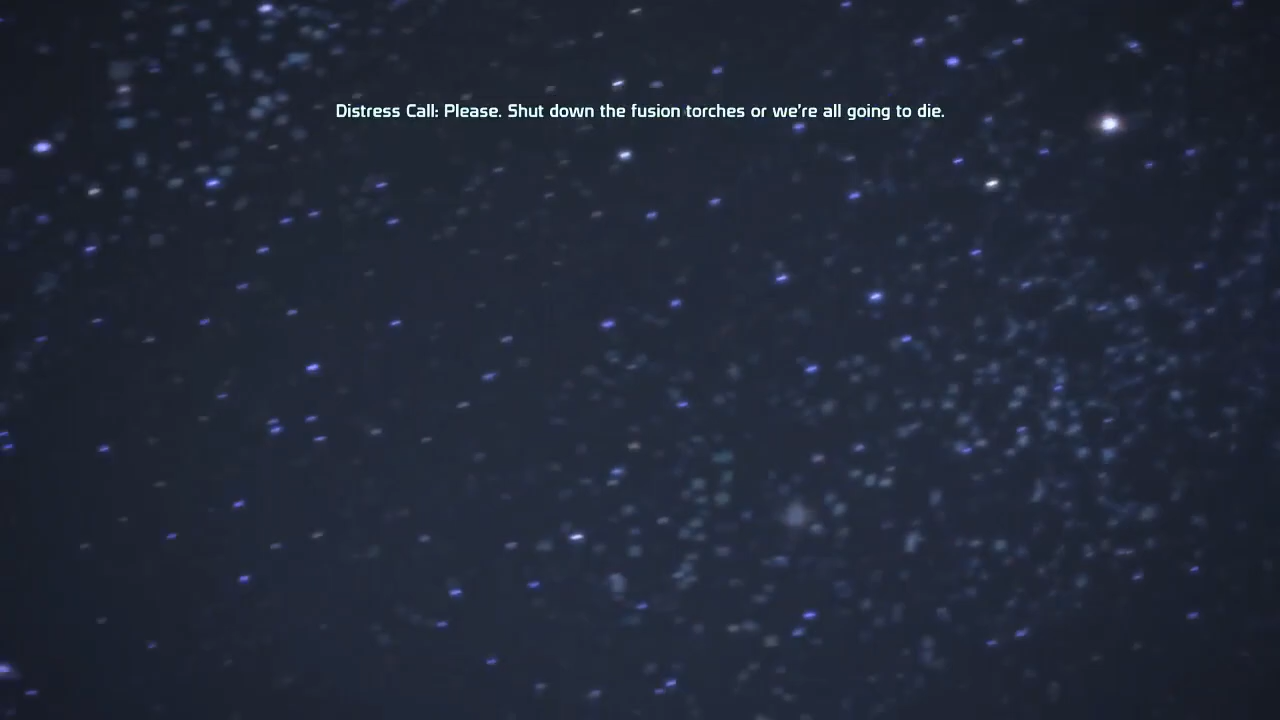 Distress Call: Please. Shut down the fusion torches or we're all going to die.